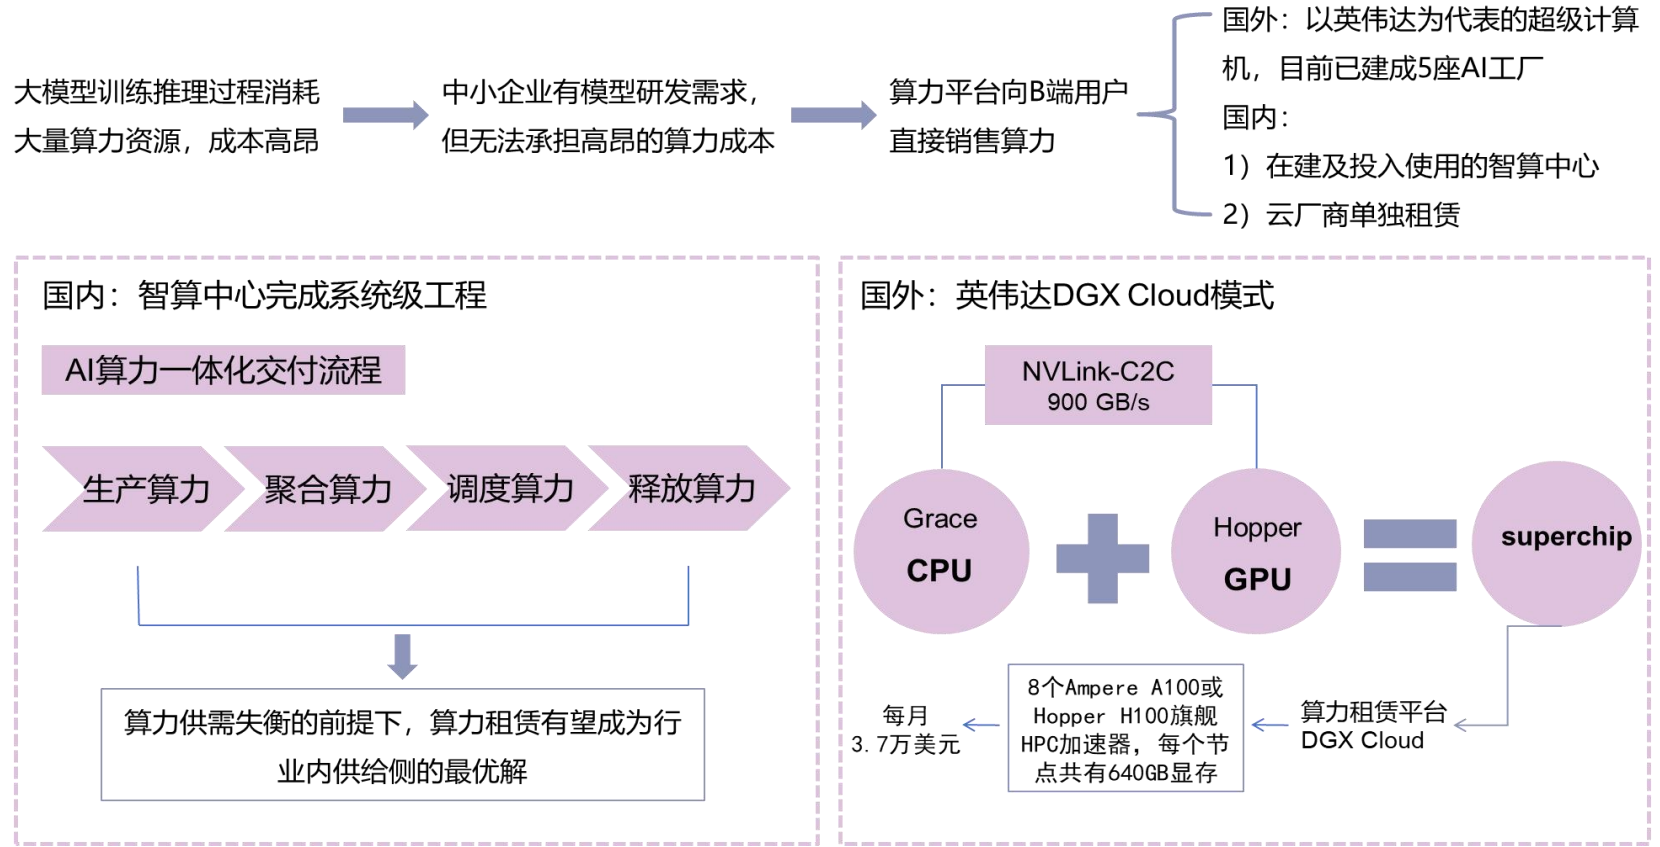 大模型训练推理过程消耗
大量算力资源，成本高昂
中小企业有模型研发需求，
但无法承担高昂的算力成本
算力平台向B端用户
直接销售算力
国外：以英伟达为代表的超级计算
机，目前已建成5座AI工厂
国内：
1）在建及投入使用的智算中心
2）云厂商单独租赁
国内：智算中心完成系统级工程
AI算力一体化交付流程
生产算力
聚合算力
调度算力
释放算力
算力供需失衡的前提下，算力租赁有望成为行
业内供给侧的最优解
国外：英伟达DGX Cloud模式
NVLink-C2C
900 GB/s
Grace
CPU
Hopper
GPU
superchip
算力租赁平台
DGX Cloud
8个Ampere A100或
Hopper H100旗舰
HPC加速器，每个节
点共有640GB显存
每月
3.7万美元